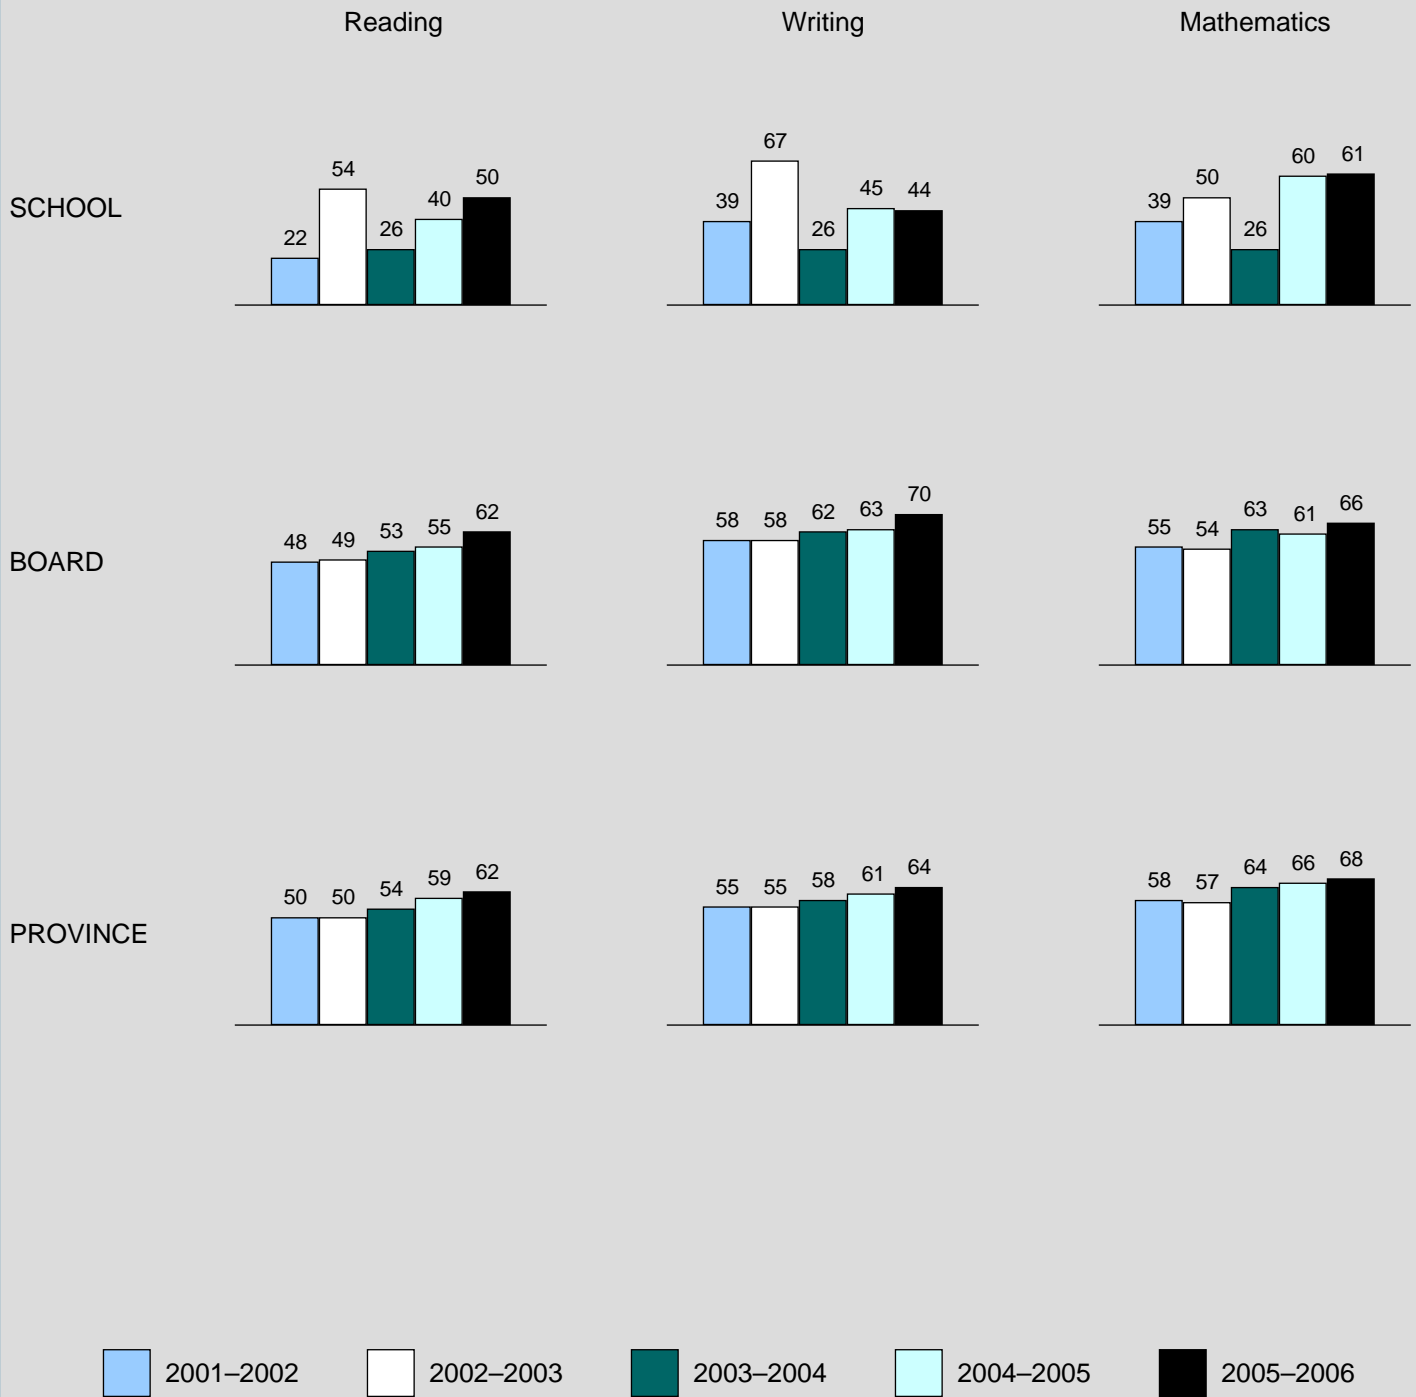 Reading Writing Mathematics
SCHOOL
22 54 26 40 50
39 67 26 45 44
39 50 26 60 61
BOARD
48 49 53 55 62
58 58 62 63 70
55 54 63 61 66
PROVINCE
50 50 54 59 62
55 55 58 61 64
58 57 64 66 68
2001–2002 2002–2003 2003–2004 2004–2005 2005–2006